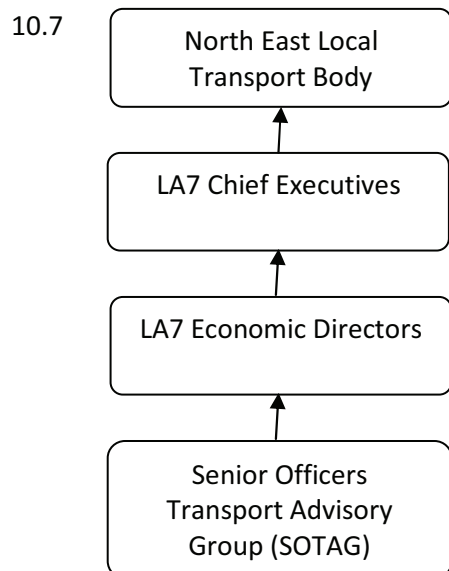 10.7
North East Local
Transport Body
LA7 Chief Executives
LA7 Economic Directors
Senior Officers
Transport Advisory
Group (SOTAG)